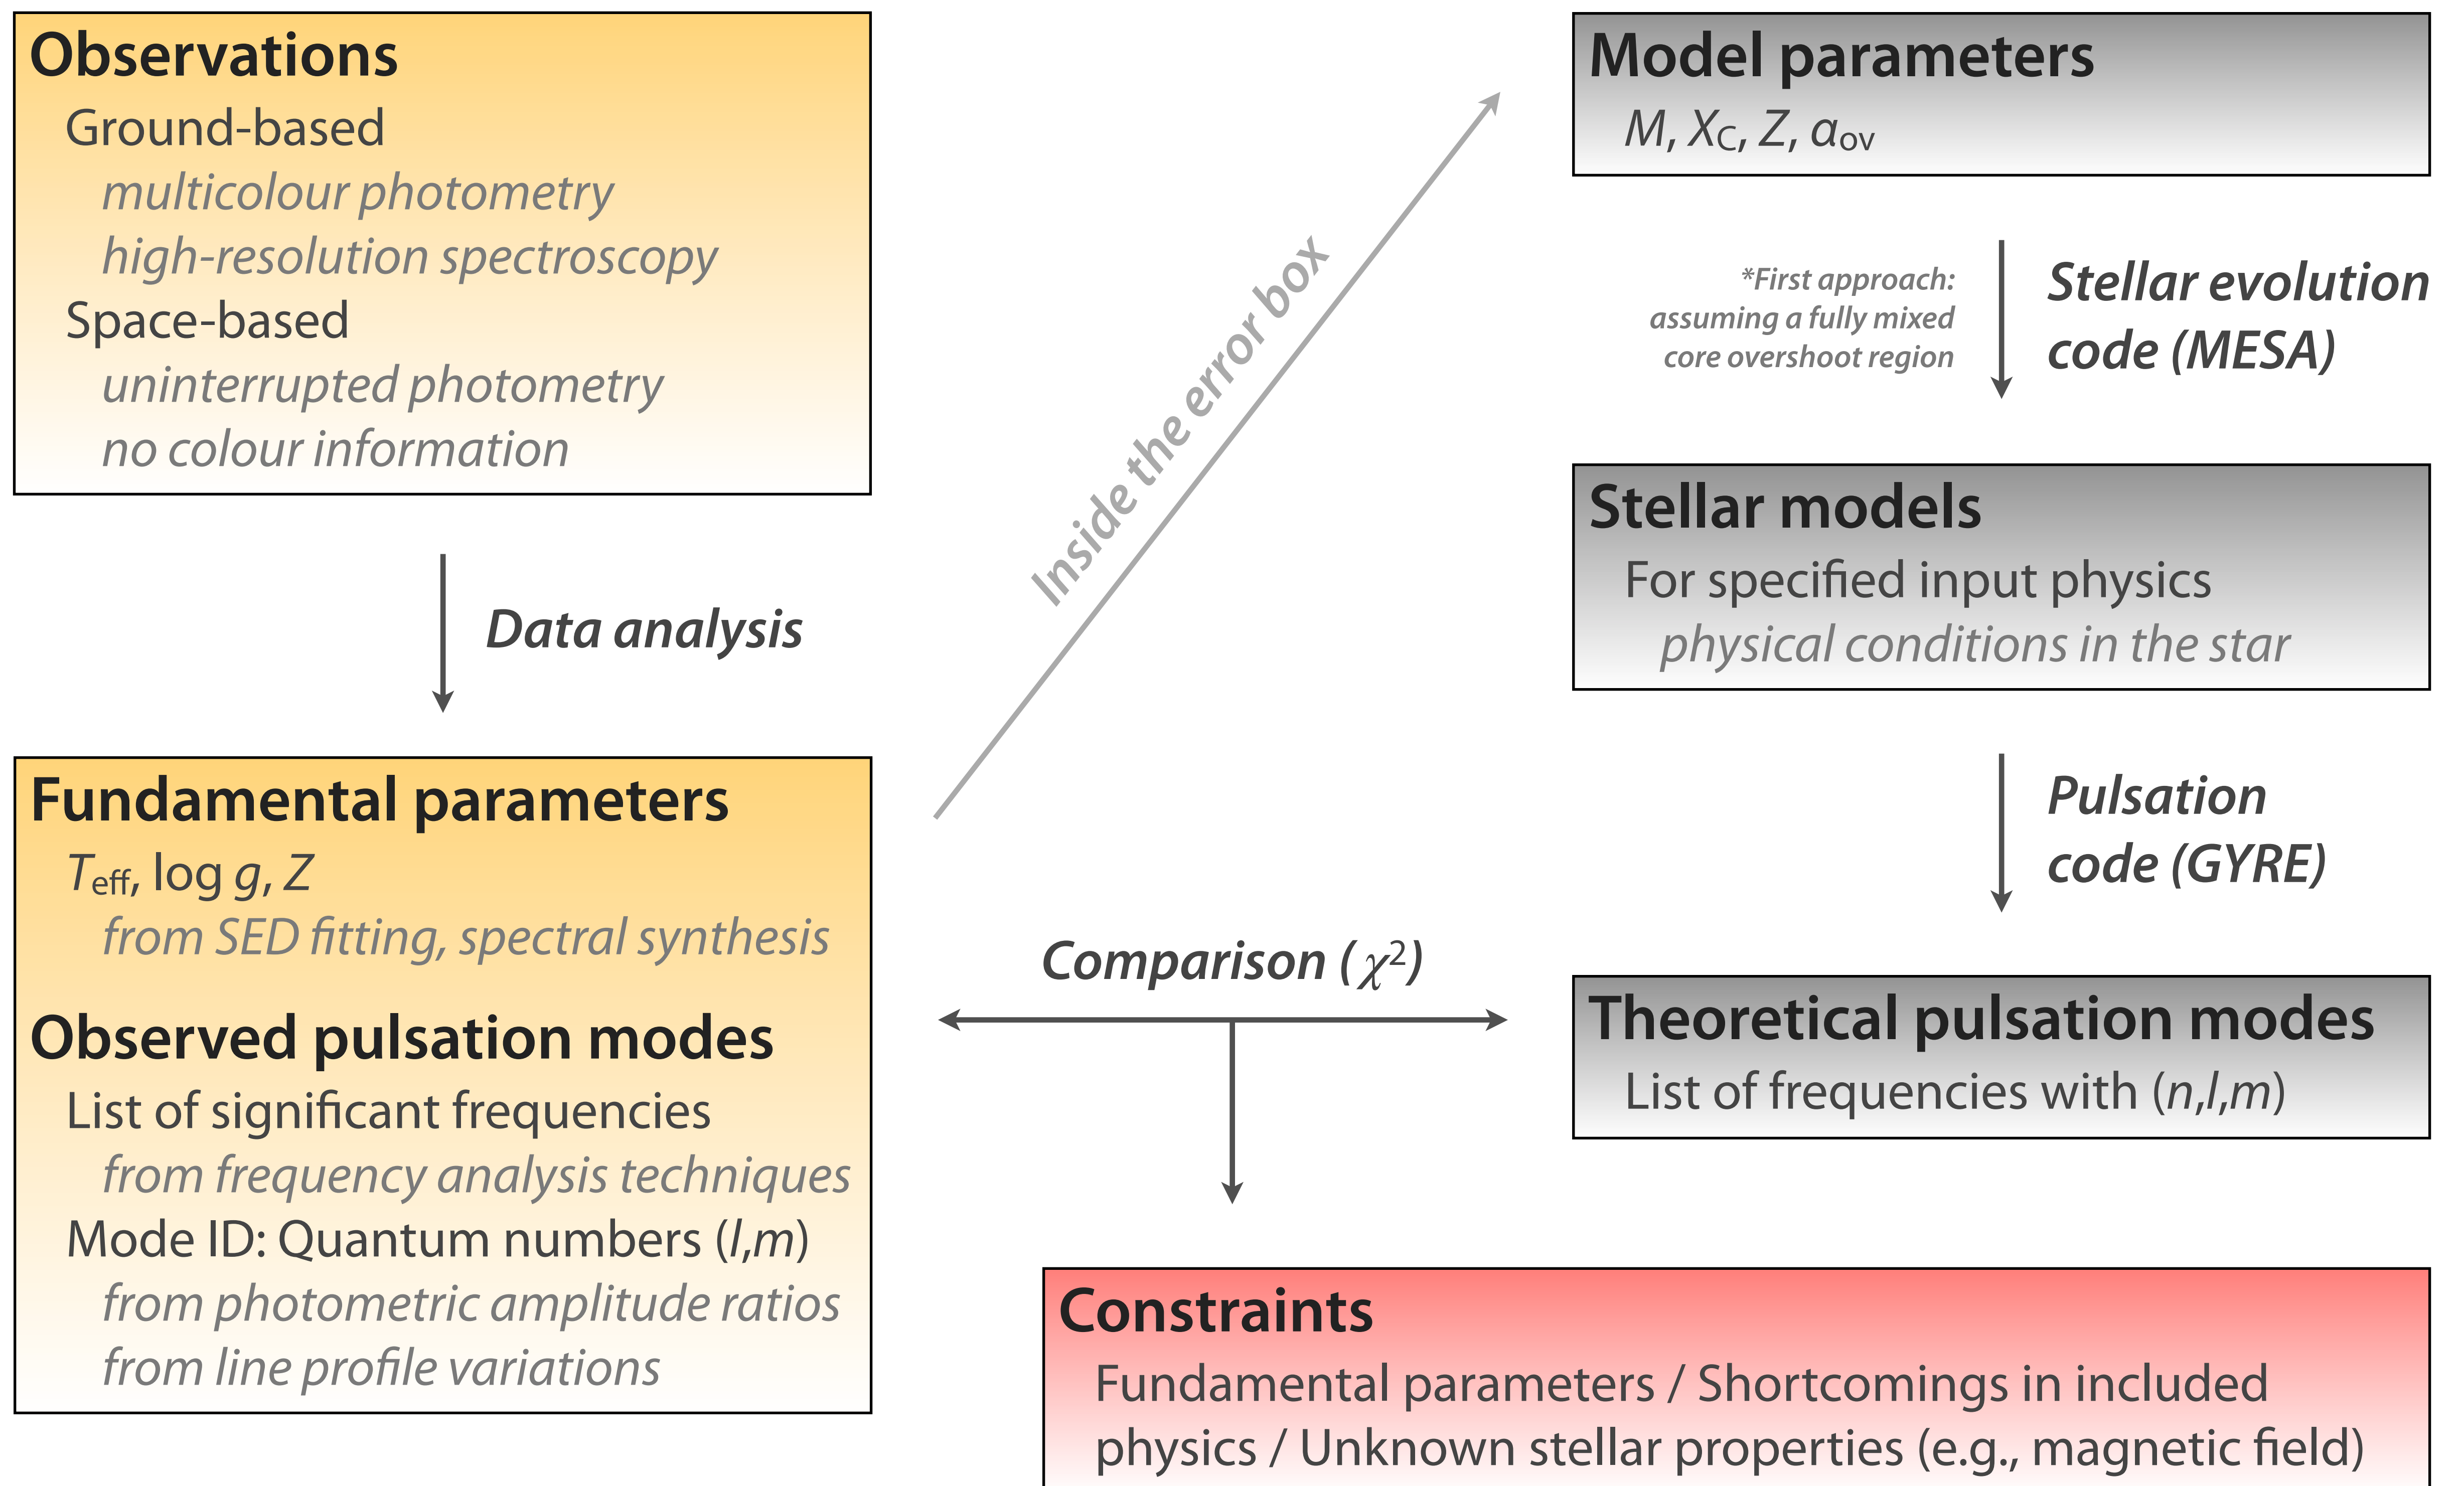 Observations
Ground-based
multicolour photometry
high-resolution spectroscopy
Space-based
uninterrupted photometry
no colour information
Data analysis
Fundamental parameters
Teff, log g, Z
from SED fitting, spectral synthesis
Observed pulsation modes
List of significant frequencies
from frequency analysis techniques
Mode ID: Quantum numbers (l,m)
from photometric amplitude ratios
from line profile variations
Inside the error box
Comparison (χ²)
Model parameters
M, XC, Z, αov
*First approach:
assuming a fully mixed
core overshoot region
Stellar evolution
code (MESA)
Stellar models
For specified input physics
physical conditions in the star
Pulsation
code (GYRE)
Theoretical pulsation modes
List of frequencies with (n,l,m)
Constraints
Fundamental parameters / Shortcomings in included
physics / Unknown stellar properties (e.g., magnetic field)